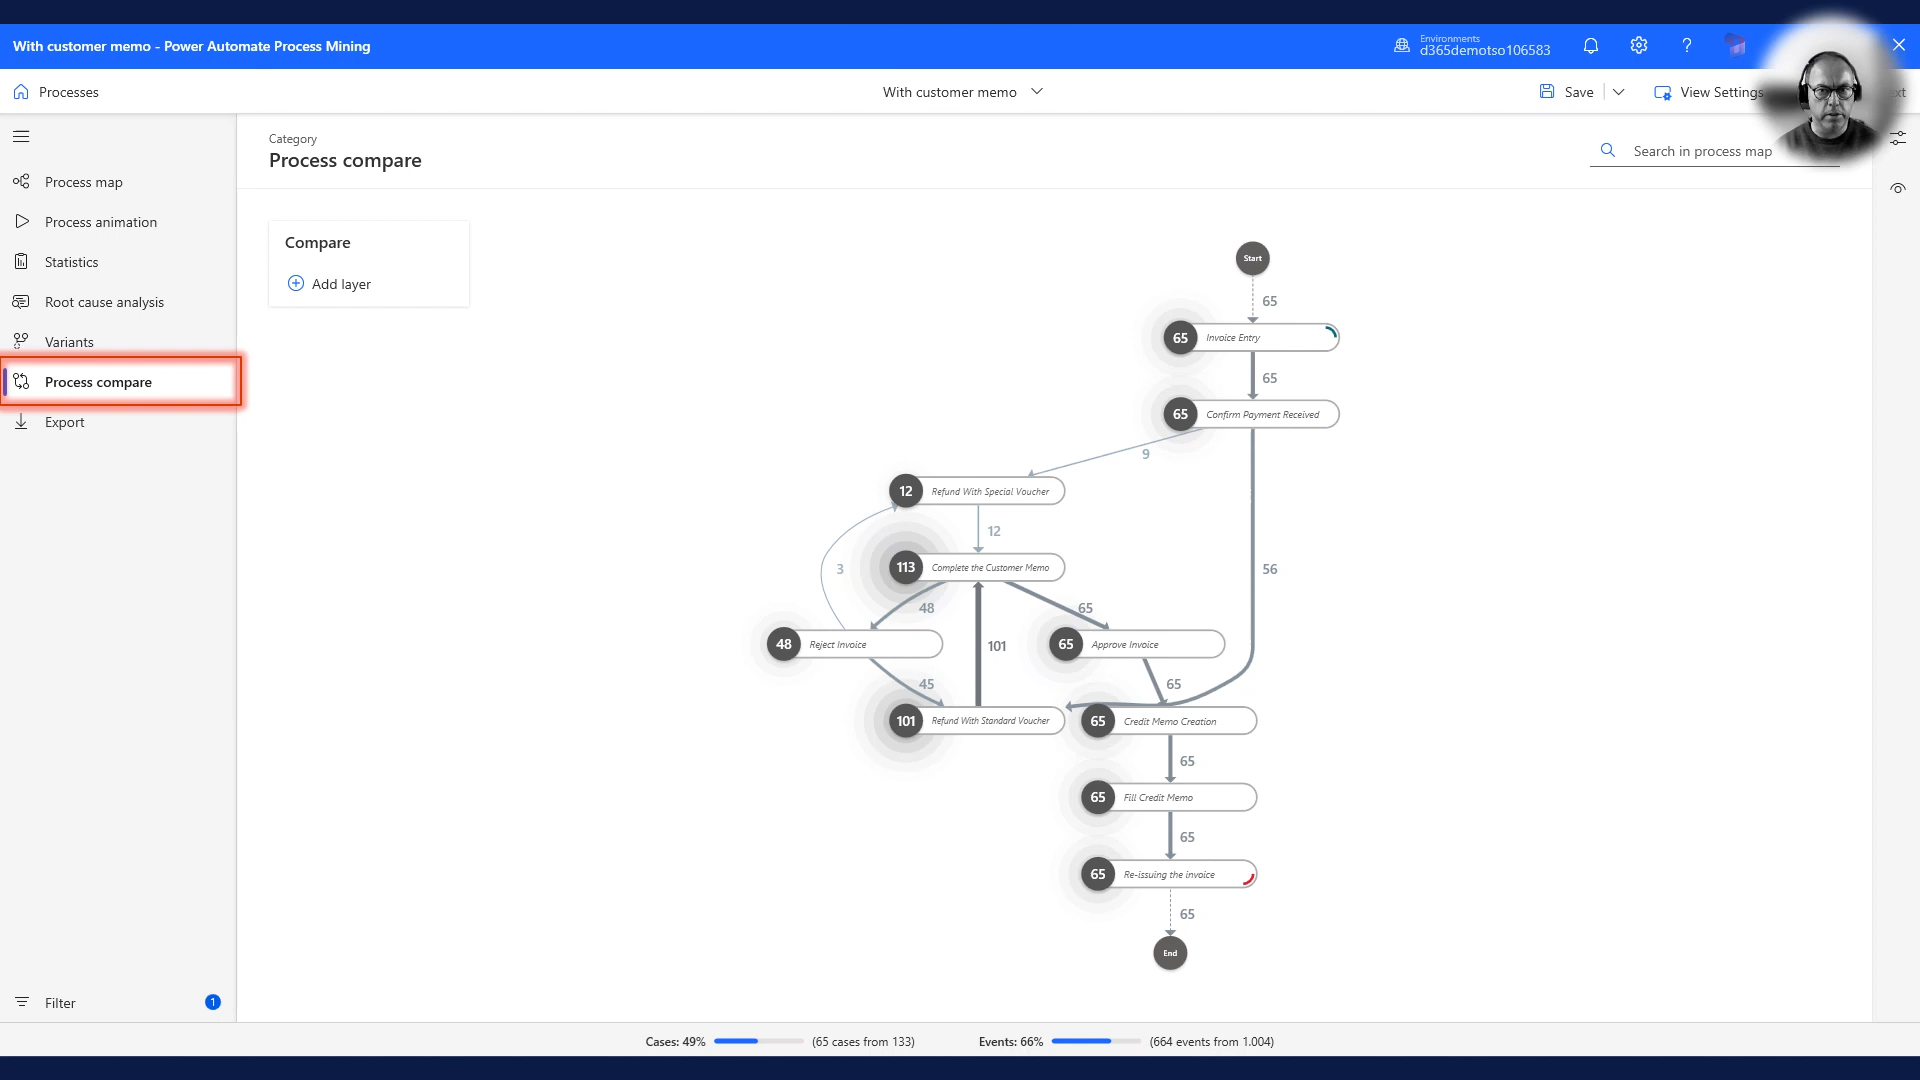 With customer memo - Power Automate Process Mining
Environments
d365demotso106583
?
Processes
With customer memo
Save
View Settings
Category
Process compare
Search in process map
Process map
Process animation
Statistics
Root cause analysis
Variants
Process compare
Export
Compare
Add layer
Start
65
65 Invoice Entry
65
65 Confirm Payment Received
9
12 Refund With Special Voucher
12
113 Complete the Customer Memo
3
56
48
65
48 Reject Invoice
101
65 Approve Invoice
45
65
101 Refund With Standard Voucher
65 Credit Memo Creation
65
65 Fill Credit Memo
65
65 Re-issuing the invoice
65
End
Filter
1
Cases: 49% (65 cases from 133)
Events: 66% (664 events from 1.004)